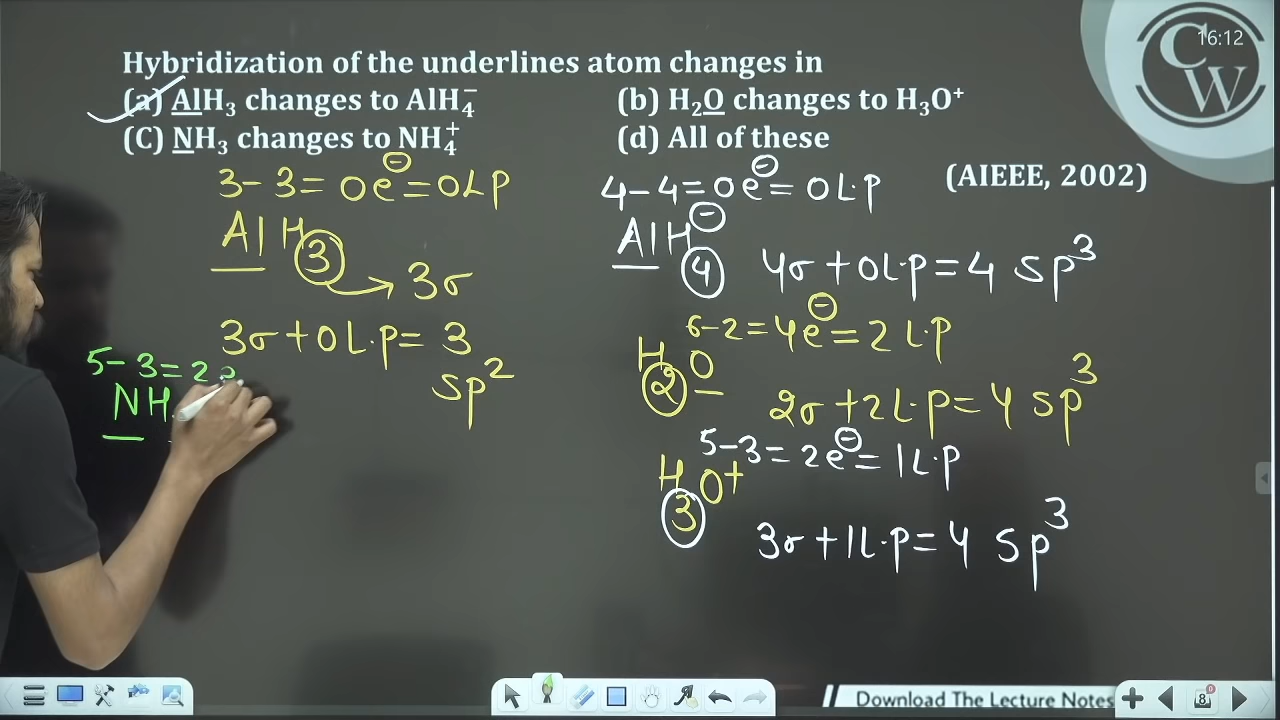 16:12
CW
Hybridization of the underlines atom changes in
(a) AlH₃ changes to AlH₄⁻
(b) H₂O changes to H₃O⁺
(C) NH₃ changes to NH₄⁺
(d) All of these
(AIEEE, 2002)
3-3=0e⊖=0LP
AlH3 → 3σ
3σ+0L.P=3
SP²
5-3=2
NH
4-4=0e⊖=0L.P
AlH4⊖
4σ+0L.P=4 SP³
6-2=4e⊖=2L.P
H2O
2σ+2L.P=4 SP³
5-3=2e⊖=1L.P
H3O+
3σ+1L.P=4 SP³
Download The Lecture Notes
8